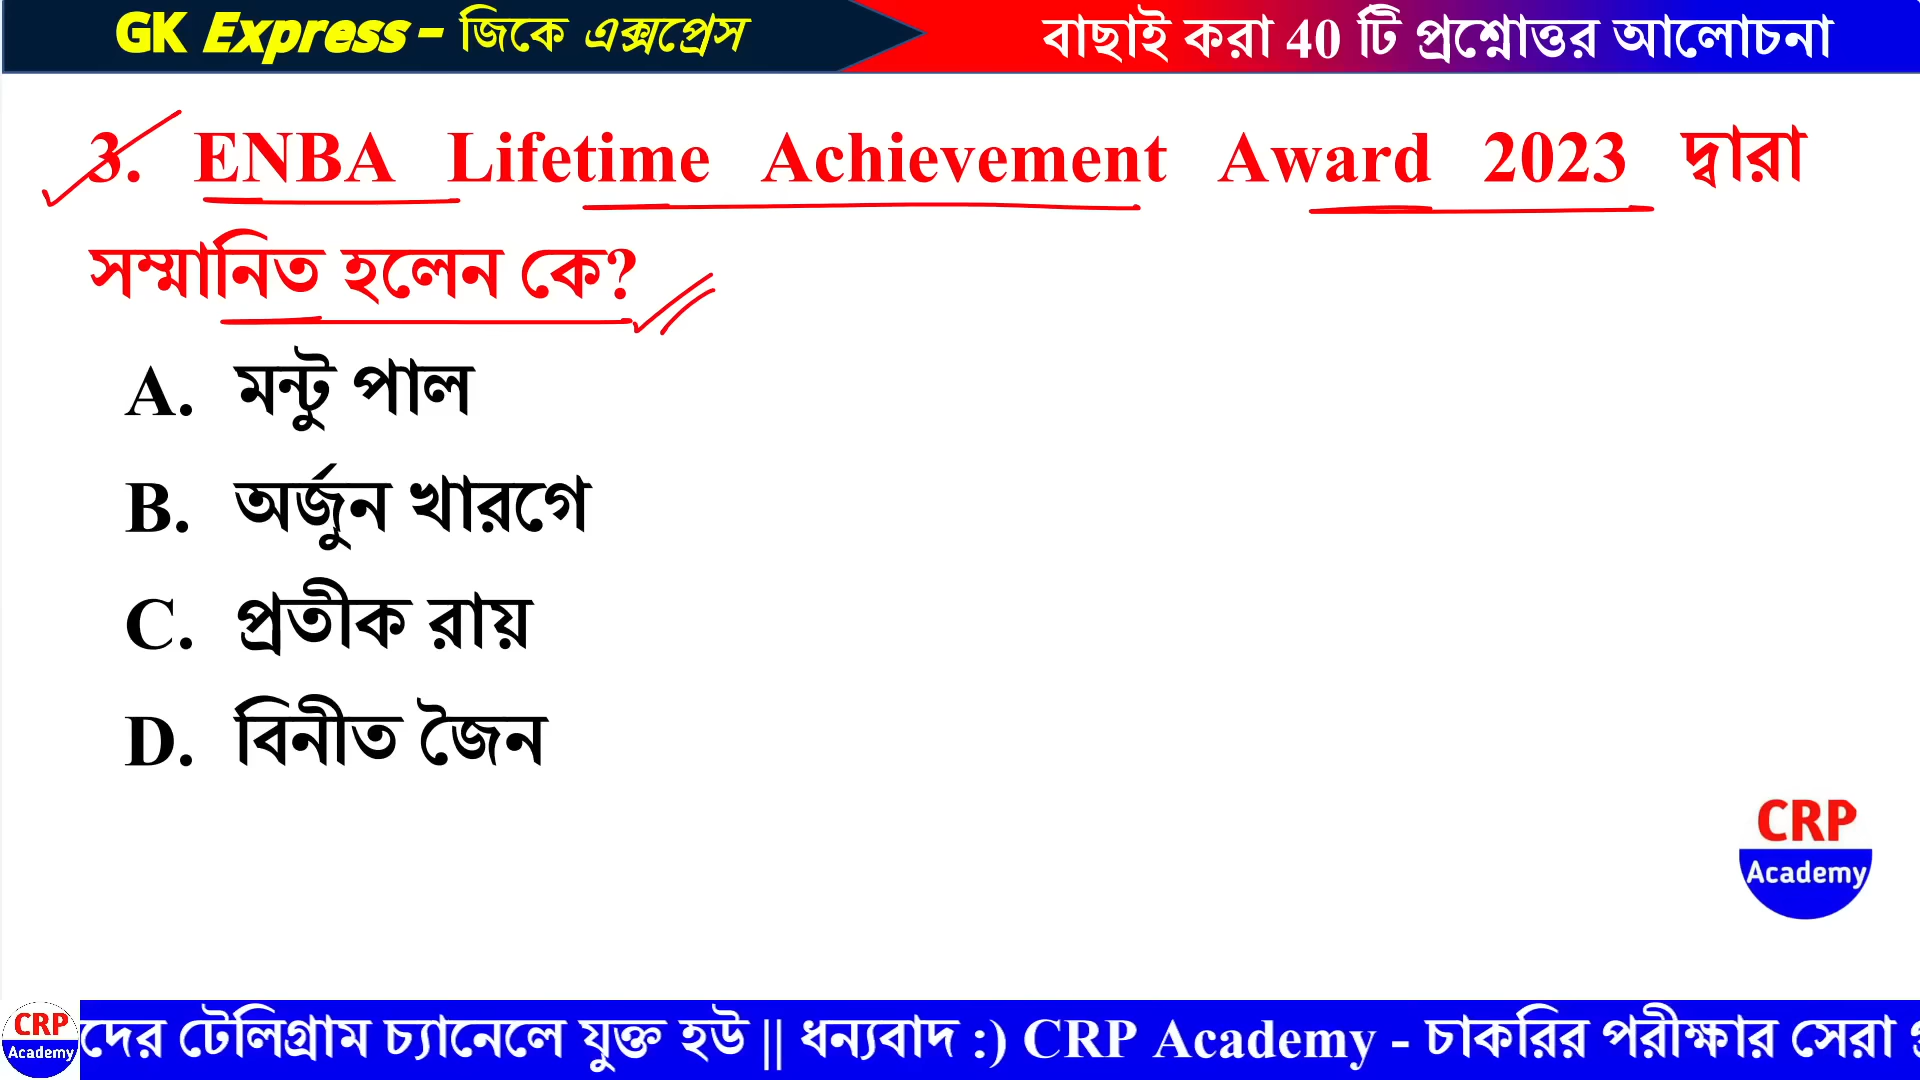 GK Express – জিকে এক্সপ্রেস
বাছাই করা 40 টি প্রশ্নোত্তর আলোচনা
3. ENBA Lifetime Achievement Award 2023 দ্বারা
সম্মানিত হলেন কে?
A. মন্টু পাল
B. অর্জুন খারগে
C. প্রতীক রায়
D. বিনীত জৈন
CRP
Academy
CRP
Academy
দের টেলিগ্রাম চ্যানেলে যুক্ত হউ || ধন্যবাদ :) CRP Academy - চাকরির পরীক্ষার সেরা